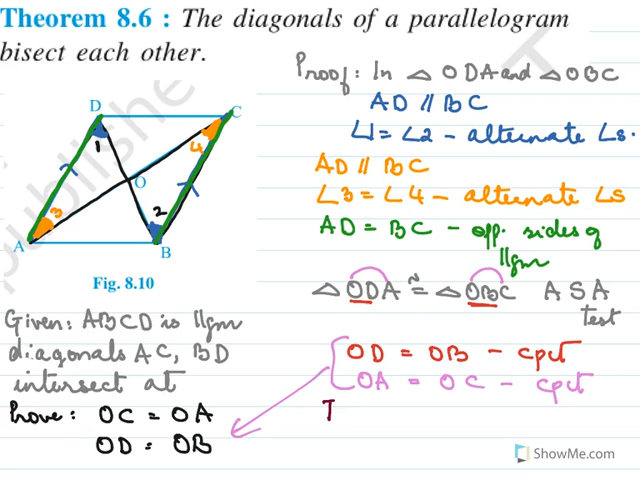 Theorem 8.6 : The diagonals of a parallelogram
bisect each other.
D
C
1
4
O
3
2
A
B
Fig. 8.10
Given: ABCD is ||gm
diagonals AC, BD
intersect at
Prove: OC = OA
OD = OB
Proof: In △ ODA and △ OBC
AD || BC
∠1 = ∠2 - alternate ∠s.
AD || BC
∠3 = ∠4 - alternate ∠s
AD = BC - opp. sides of
||gm
△ ODA ≅ △ OBC ASA
test
OD = OB - cpct
OA = OC - cpct
T
ShowMe.com